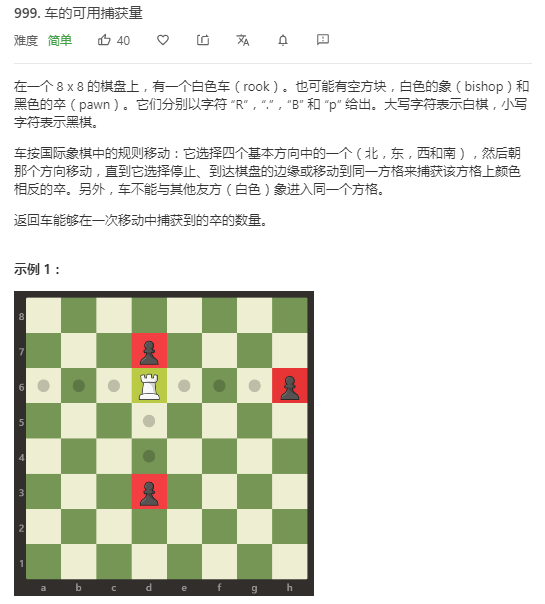 999. 车的可用捕获量
难度 简单 40
在一个 8 x 8 的棋盘上，有一个白色车（rook）。也可能有空方块，白色的象（bishop）和
黑色的卒（pawn）。它们分别以字符 “R”，“.”，“B” 和 “p” 给出。大写字符表示白棋，小写
字符表示黑棋。
车按国际象棋中的规则移动：它选择四个基本方向中的一个（北，东，西和南），然后朝
那个方向移动，直到它选择停止、到达棋盘的边缘或移动到同一方格来捕获该方格上颜色
相反的卒。另外，车不能与其他友方（白色）象进入同一个方格。
返回车能够在一次移动中捕获到的卒的数量。
示例 1：
8
7
6
5
4
3
2
1
a b c d e f g h